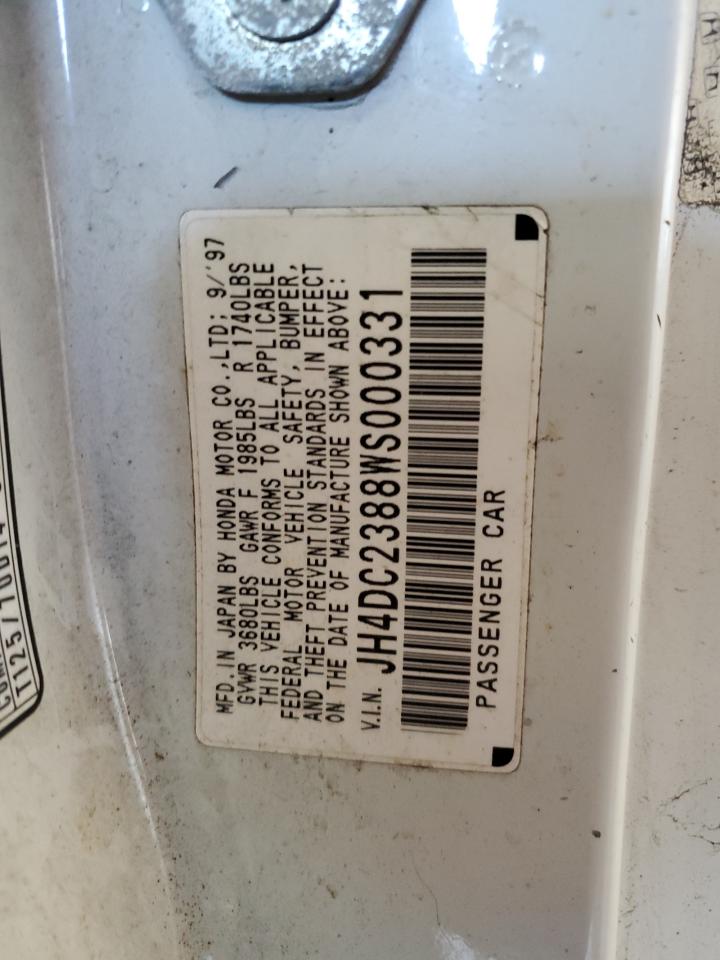 MFD.IN JAPAN BY HONDA MOTOR CO.,LTD; 9/'97
GVWR 3680LBS GAWR F 1985LBS R 1740LBS
THIS VEHICLE CONFORMS TO ALL APPLICABLE
FEDERAL MOTOR VEHICLE SAFETY, BUMPER,
AND THEFT PREVENTION STANDARDS IN EFFECT
ON THE DATE OF MANUFACTURE SHOWN ABOVE:
V.I.N. JH4DC2388WS000331
PASSENGER CAR
T125/70D14